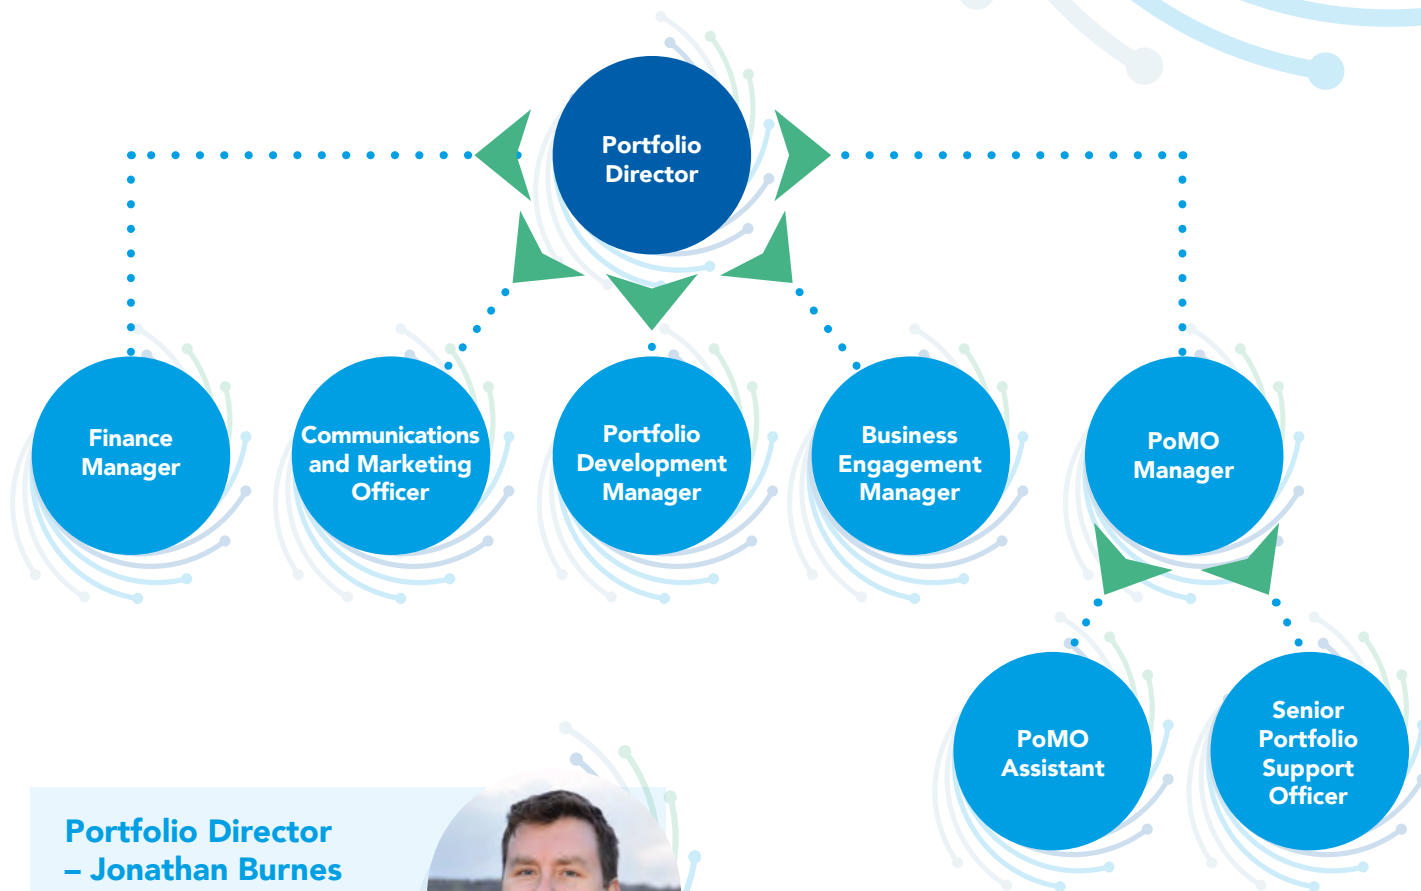 Portfolio
Director
Finance
Manager
Communications
and Marketing
Officer
Portfolio
Development
Manager
Business
Engagement
Manager
PoMO
Manager
PoMO
Assistant
Senior
Portfolio
Support
Officer
Portfolio Director
– Jonathan Burnes